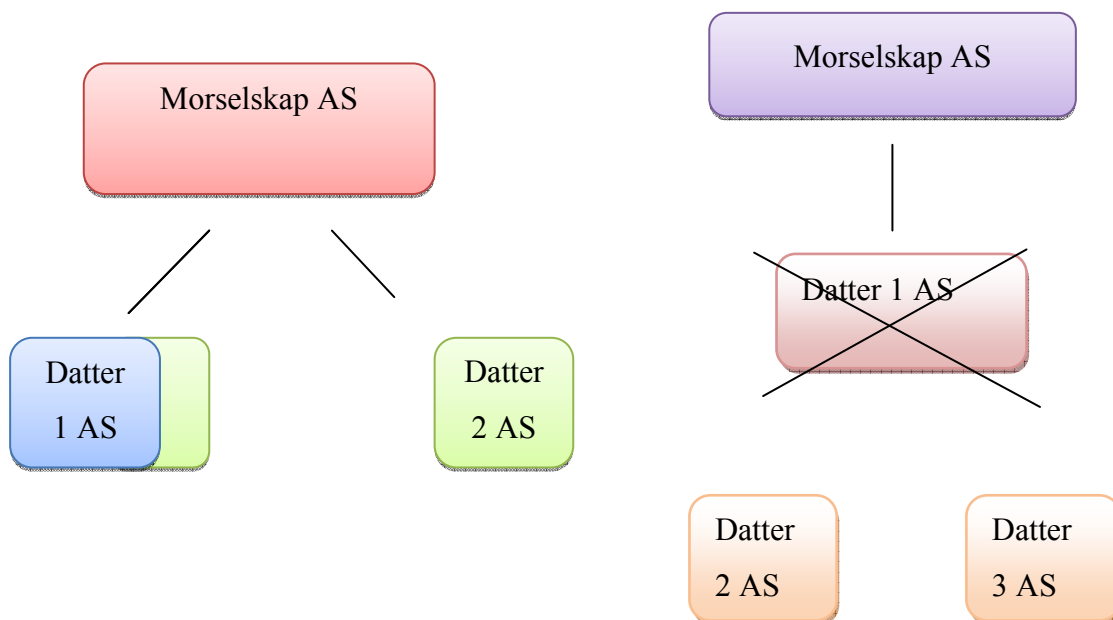 Morselskap AS
Datter
1 AS
Datter
2 AS
Morselskap AS
Datter 1 AS
Datter
2 AS
Datter
3 AS